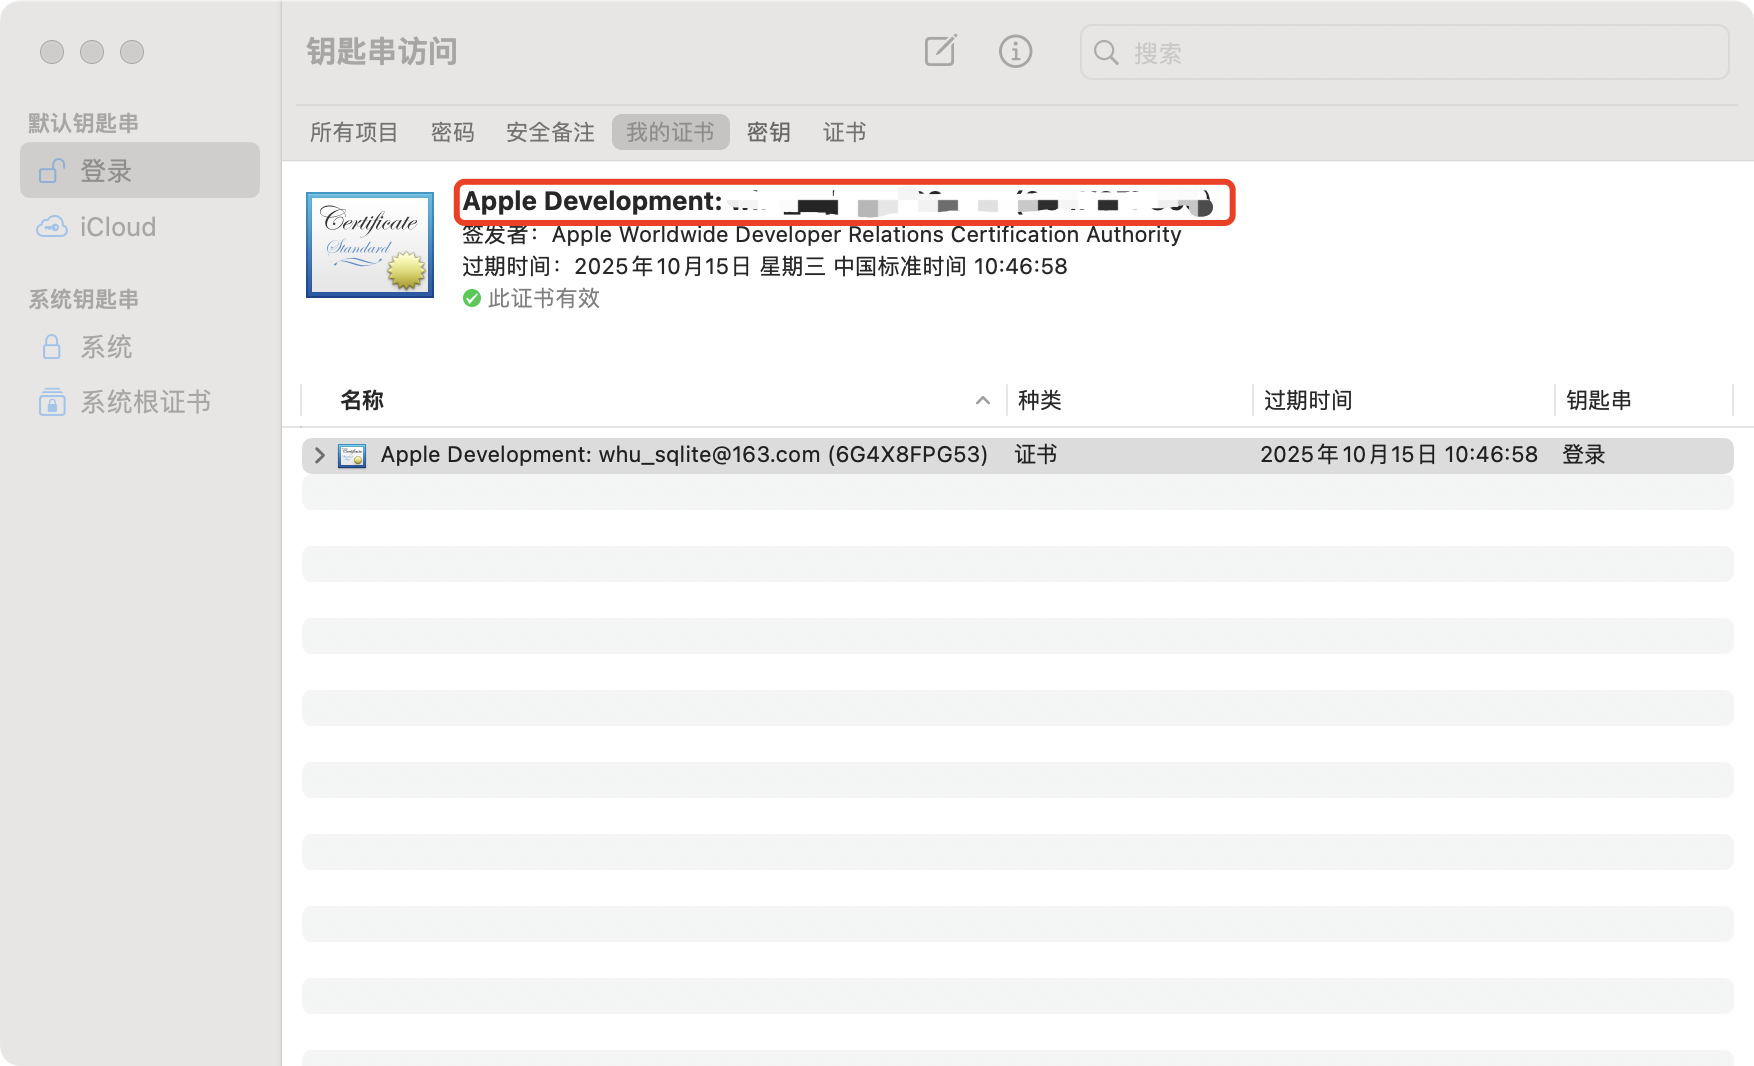 钥匙串访问
搜索
默认钥匙串
登录
iCloud
系统钥匙串
系统
系统根证书
所有项目 密码 安全备注 我的证书 密钥 证书
Certificate
Standard
Apple Development:
签发者：Apple Worldwide Developer Relations Certification Authority
过期时间：2025年10月15日 星期三 中国标准时间 10:46:58
此证书有效
名称 种类 过期时间 钥匙串
Apple Development: whu_sqlite@163.com (6G4X8FPG53) 证书 2025年10月15日 10:46:58 登录